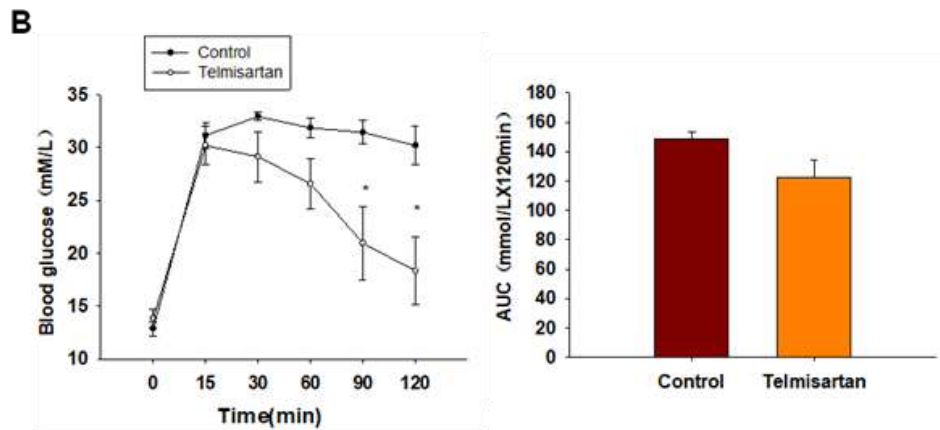 B
Control
Telmisartan
35
30
25
20
15
10
Blood glucose (mM/L)
*
*
0 15 30 60 90 120
Time(min)
180
160
140
120
100
80
60
40
20
0
AUC (mmol/LX120min)
Control Telmisartan